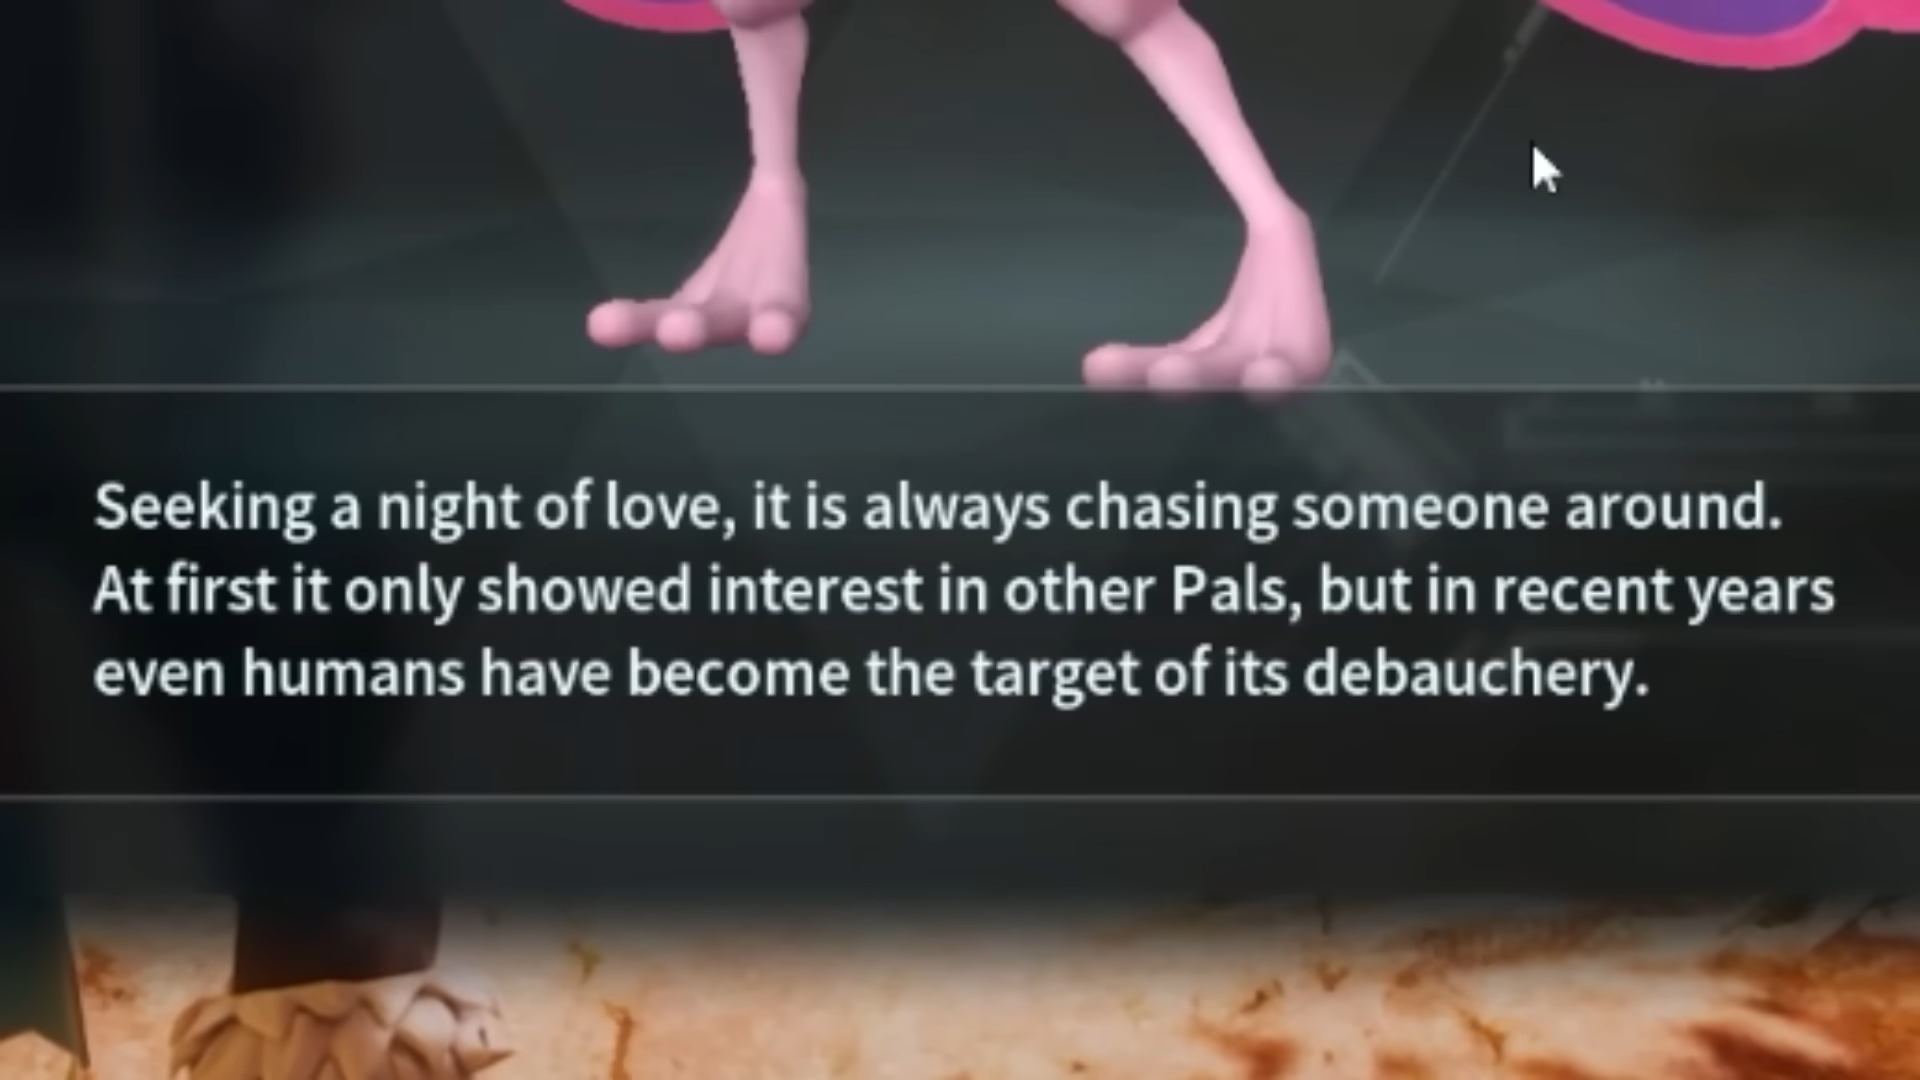 Seeking a night of love, it is always chasing someone around.
At first it only showed interest in other Pals, but in recent years
even humans have become the target of its debauchery.